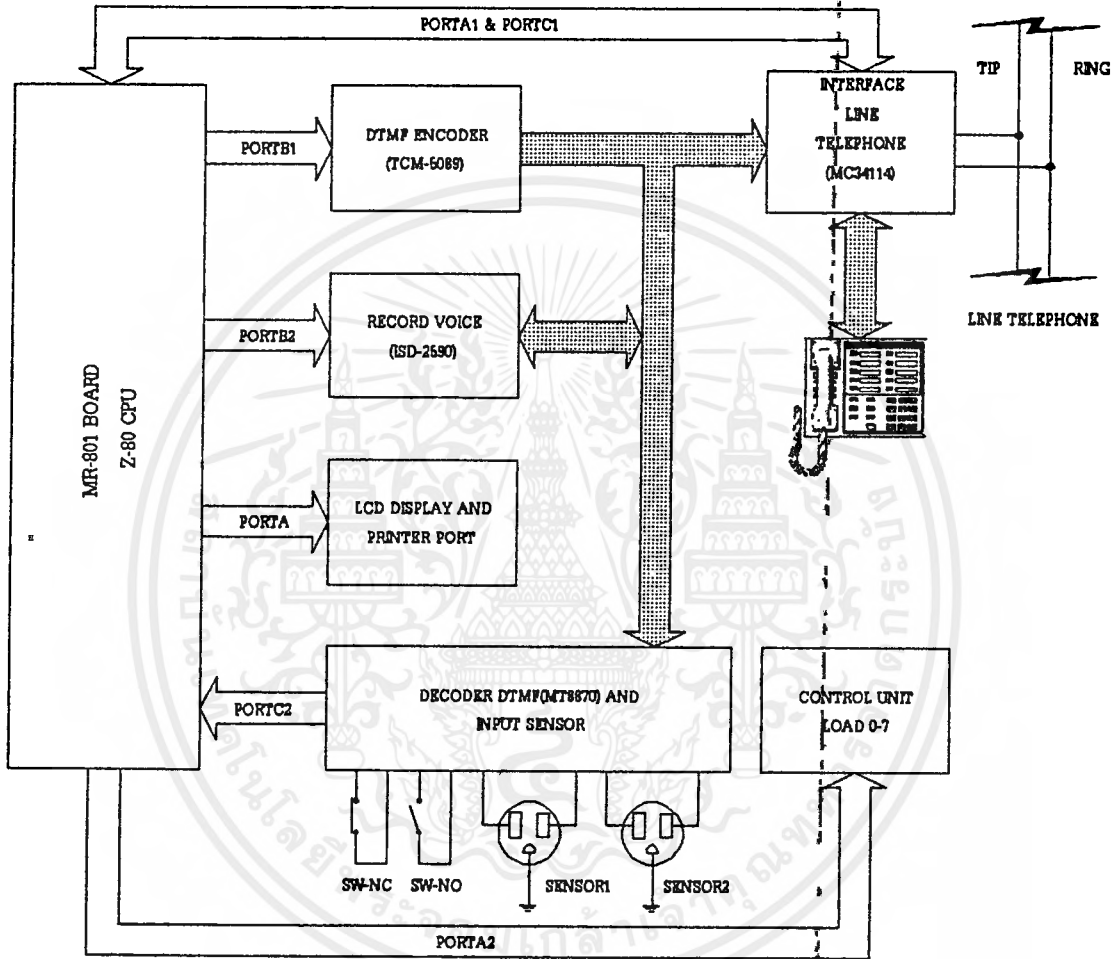 PORTA1 & PORTC1
TIP
RING
INTERFACE
LINE
TELEPHONE
(MC34114)
PORTB1
DTMF ENCODER
(TCM-5089)
PORTB2
RECORD VOICE
(ISD-2590)
LINE TELEPHONE
MR-801 BOARD
Z-80 CPU
PORTA
LCD DISPLAY AND
PRINTER PORT
PORTC2
DECODER DTMF(MT8870) AND
INPUT SENSOR
CONTROL UNIT
LOAD 0-7
SW-NC
SW-NO
SENSOR1
SENSOR2
PORTA2